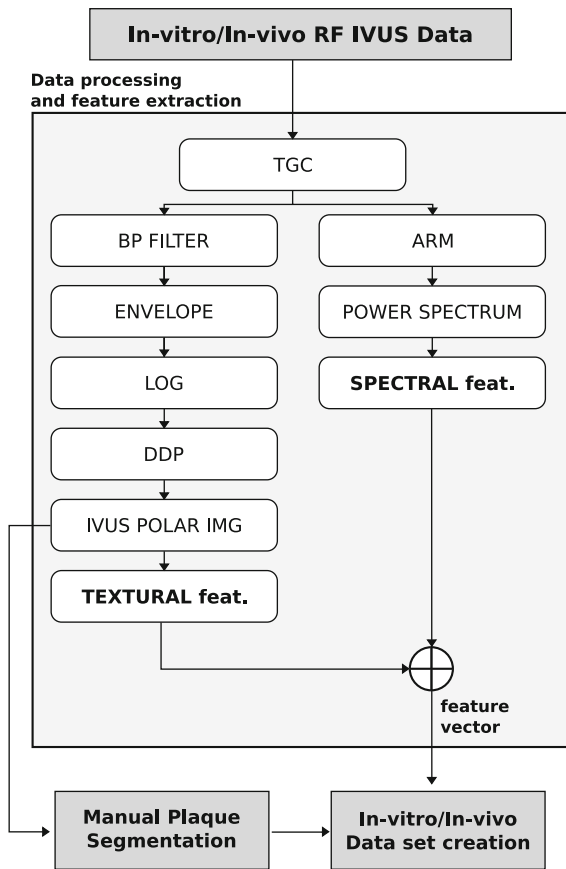 In-vitro/In-vivo RF IVUS Data
Data processing
and feature extraction
TGC
BP FILTER
ARM
ENVELOPE
POWER SPECTRUM
LOG
SPECTRAL feat.
DDP
IVUS POLAR IMG
TEXTURAL feat.
feature
vector
Manual Plaque
Segmentation
In-vitro/In-vivo
Data set creation